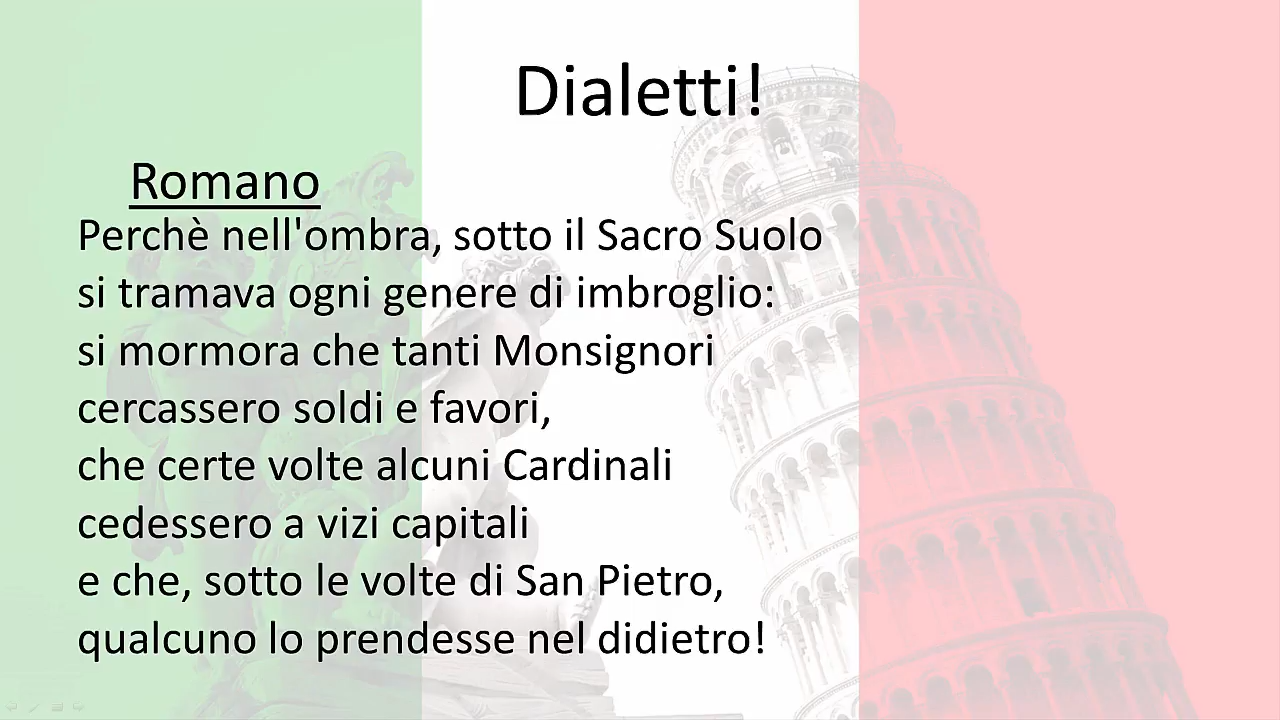 Dialetti!
Romano
Perchè nell'ombra, sotto il Sacro Suolo
si tramava ogni genere di imbroglio:
si mormora che tanti Monsignori
cercassero soldi e favori,
che certe volte alcuni Cardinali
cedessero a vizi capitali
e che, sotto le volte di San Pietro,
qualcuno lo prendesse nel didietro!